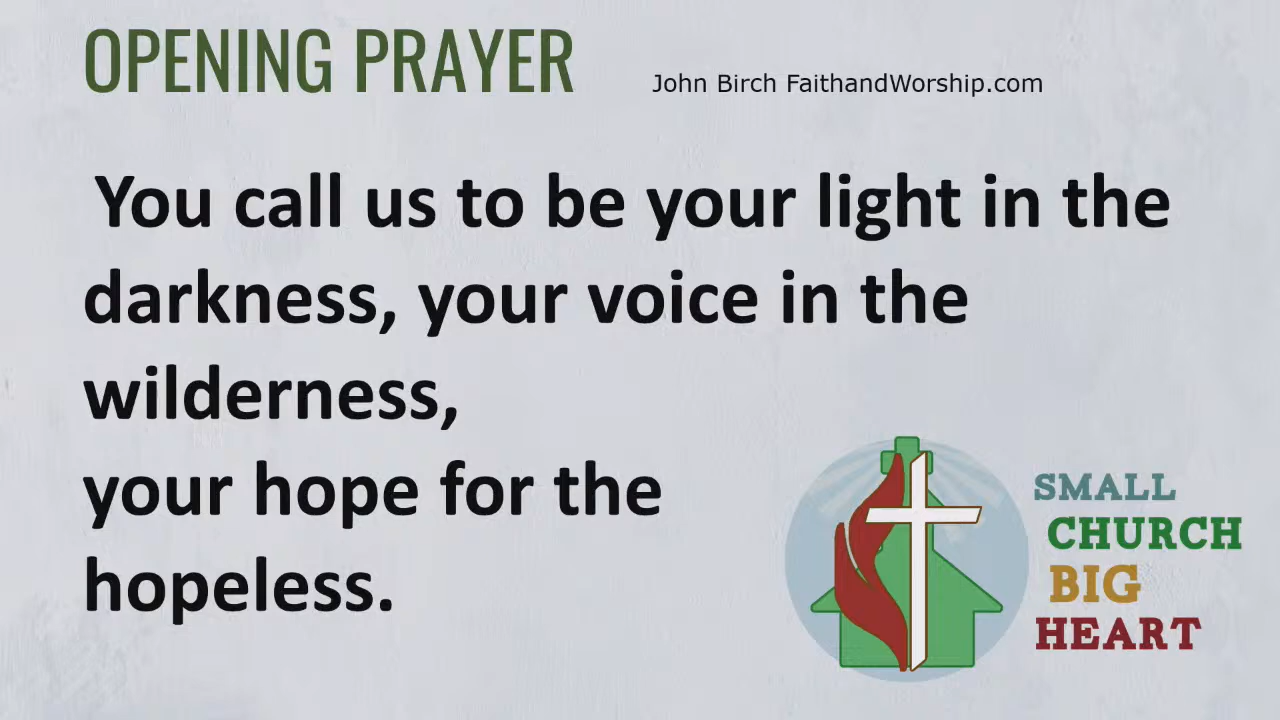 OPENING PRAYER
John Birch FaithandWorship.com
You call us to be your light in the
darkness, your voice in the
wilderness,
your hope for the
hopeless.
SMALL
CHURCH
BIG
HEART